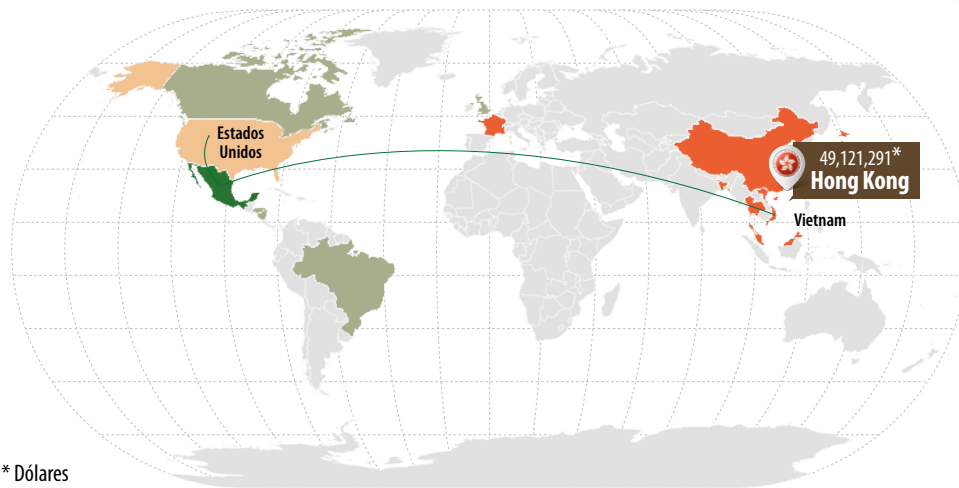 Estados
Unidos
49,121,291*
Hong Kong
Vietnam
* Dólares